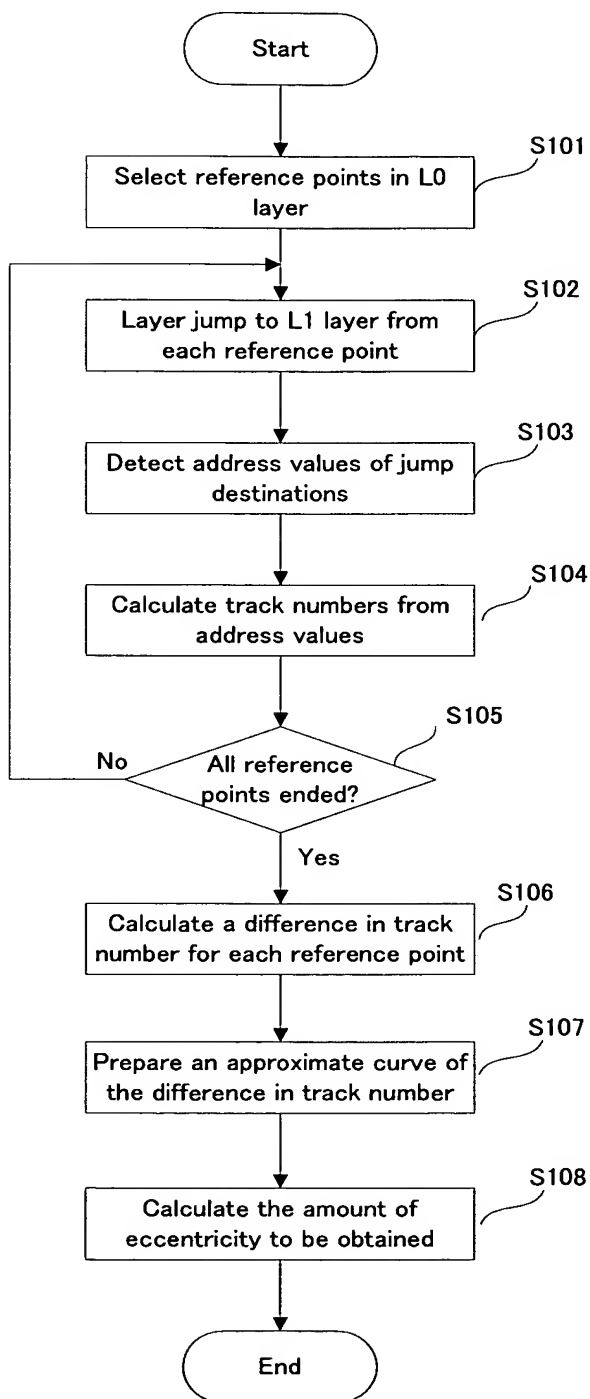 Start
S101
Select reference points in L0
layer
S102
Layer jump to L1 layer from
each reference point
S103
Detect address values of jump
destinations
S104
Calculate track numbers from
address values
S105
No
All reference
points ended?
Yes
S106
Calculate a difference in track
number for each reference point
S107
Prepare an approximate curve of
the difference in track number
S108
Calculate the amount of
eccentricity to be obtained
End